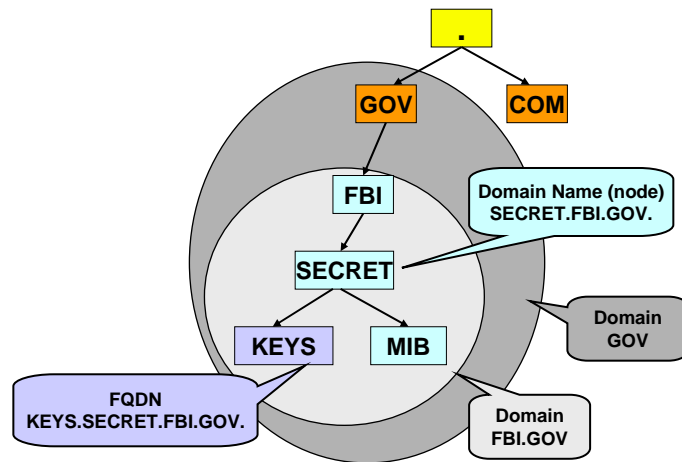 .
GOV
COM
FBI
Domain Name (node)
SECRET.FBI.GOV.
SECRET
Domain
GOV
KEYS
MIB
FQDN
KEYS.SECRET.FBI.GOV.
Domain
FBI.GOV